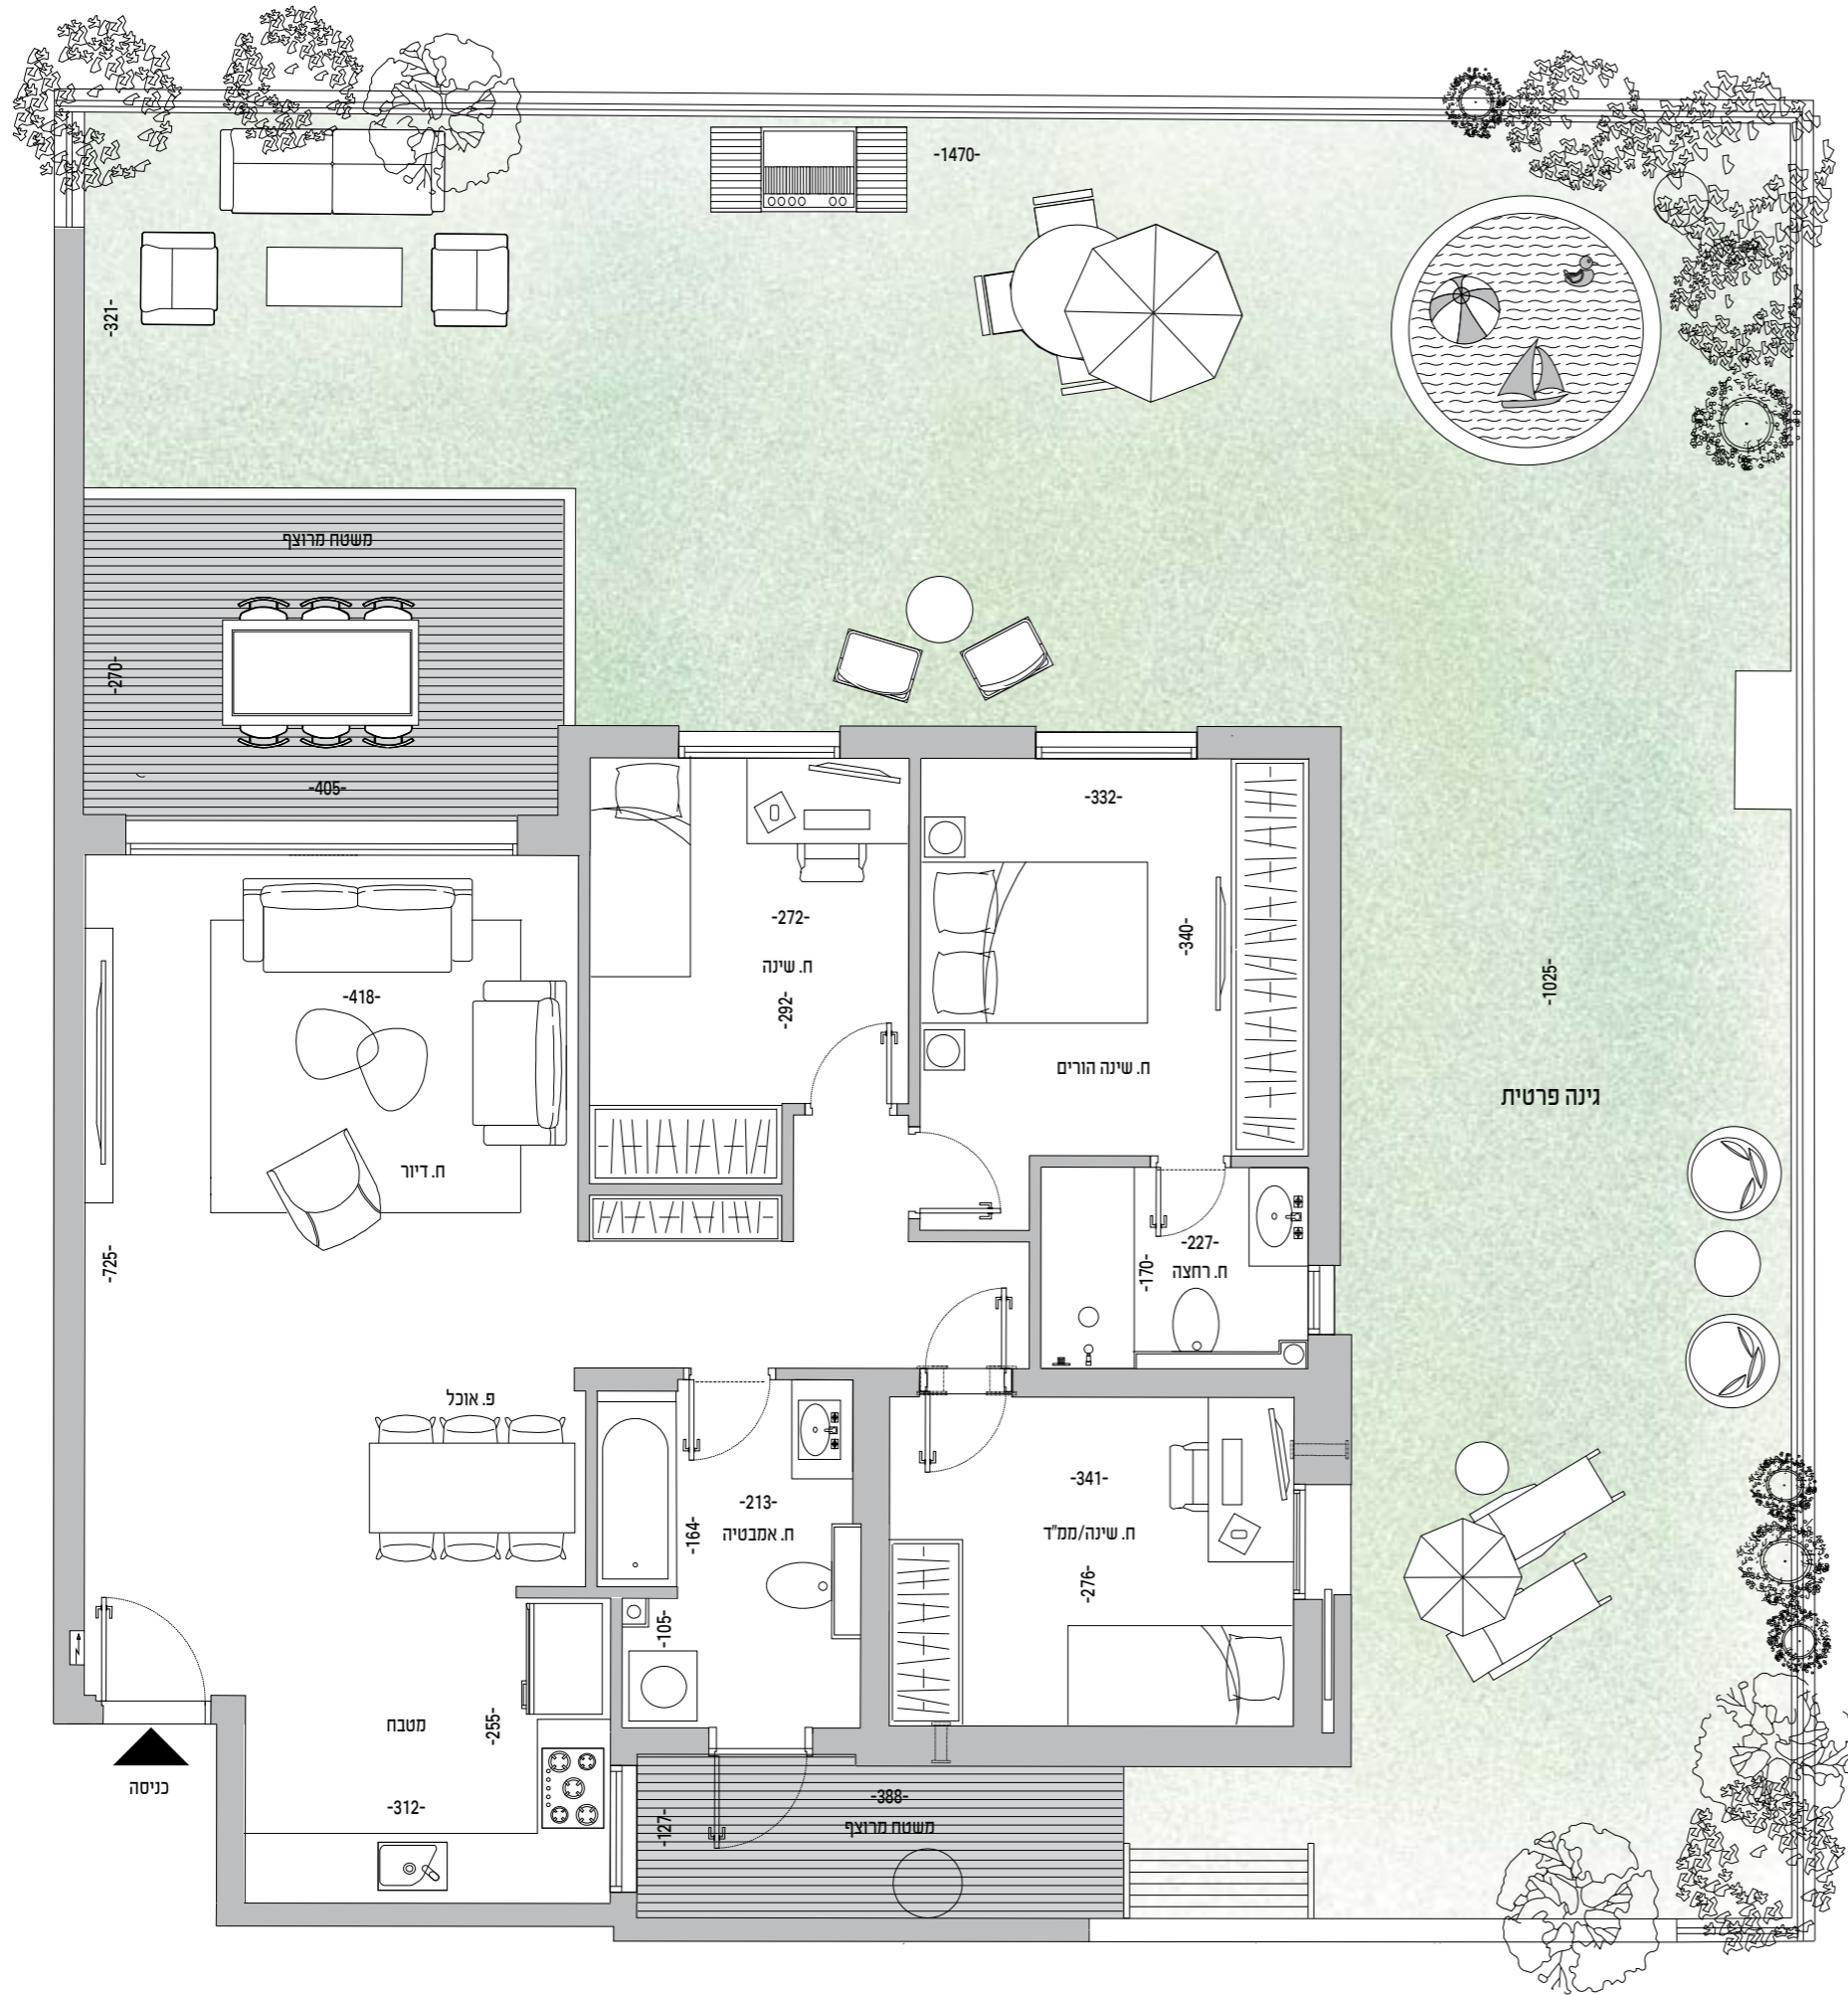 -1470-
-321-
משטח מרוצף
-270-
-405-
-332-
-272-
ח. שינה
-292-
-340-
ח. שינה הורים
-418-
ח. דיור
-725-
-1025-
גינה פרטית
-227-
ח. רחצה
-170-
פ. אוכל
-213-
ח. אמבטיה
-164-
-105-
-341-
ח. שינה/ממ"ד
-276-
מטבח
-255-
-312-
כניסה
-388-
משטח מרוצף
-127-